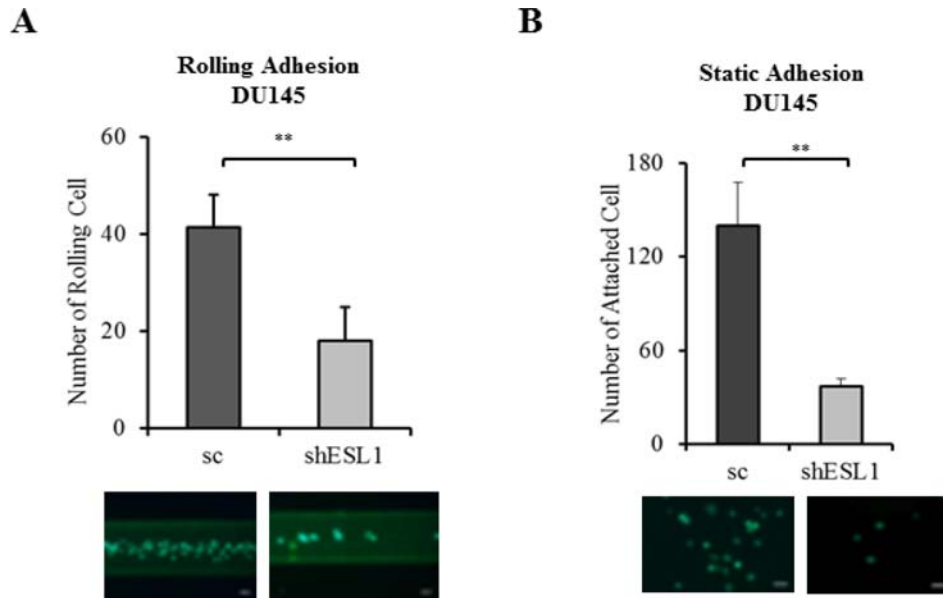 A
Rolling Adhesion
DU145
**
60
40
20
0
Number of Rolling Cell
sc
shESL1
B
Static Adhesion
DU145
**
180
120
60
0
Number of Attached Cell
sc
shESL1